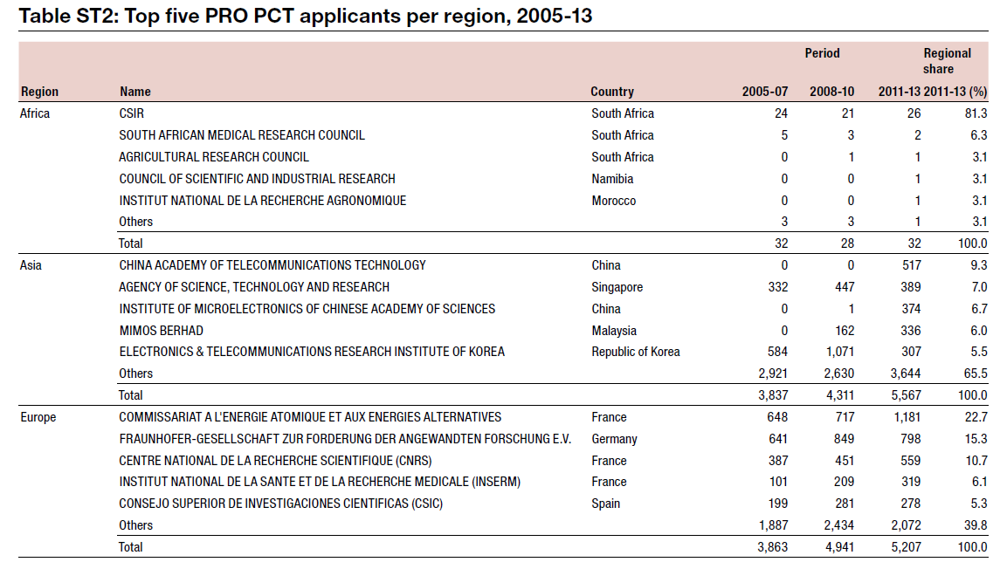 Table ST2: Top five PRO PCT applicants per region, 2005-13
Period Regional
share
Region Name Country 2005-07 2008-10 2011-13 2011-13 (%)
Africa CSIR South Africa 24 21 26 81.3
SOUTH AFRICAN MEDICAL RESEARCH COUNCIL South Africa 5 3 2 6.3
AGRICULTURAL RESEARCH COUNCIL South Africa 0 1 1 3.1
COUNCIL OF SCIENTIFIC AND INDUSTRIAL RESEARCH Namibia 0 0 1 3.1
INSTITUT NATIONAL DE LA RECHERCHE AGRONOMIQUE Morocco 0 0 1 3.1
Others 3 3 1 3.1
Total 32 28 32 100.0
Asia CHINA ACADEMY OF TELECOMMUNICATIONS TECHNOLOGY China 0 0 517 9.3
AGENCY OF SCIENCE, TECHNOLOGY AND RESEARCH Singapore 332 447 389 7.0
INSTITUTE OF MICROELECTRONICS OF CHINESE ACADEMY OF SCIENCES China 0 1 374 6.7
MIMOS BERHAD Malaysia 0 162 336 6.0
ELECTRONICS & TELECOMMUNICATIONS RESEARCH INSTITUTE OF KOREA Republic of Korea 584 1,071 307 5.5
Others 2,921 2,630 3,644 65.5
Total 3,837 4,311 5,567 100.0
Europe COMMISSARIAT A L'ENERGIE ATOMIQUE ET AUX ENERGIES ALTERNATIVES France 648 717 1,181 22.7
FRAUNHOFER-GESELLSCHAFT ZUR FORDERUNG DER ANGEWANDTEN FORSCHUNG E.V. Germany 641 849 798 15.3
CENTRE NATIONAL DE LA RECHERCHE SCIENTIFIQUE (CNRS) France 387 451 559 10.7
INSTITUT NATIONAL DE LA SANTE ET DE LA RECHERCHE MEDICALE (INSERM) France 101 209 319 6.1
CONSEJO SUPERIOR DE INVESTIGACIONES CIENTIFICAS (CSIC) Spain 199 281 278 5.3
Others 1,887 2,434 2,072 39.8
Total 3,863 4,941 5,207 100.0